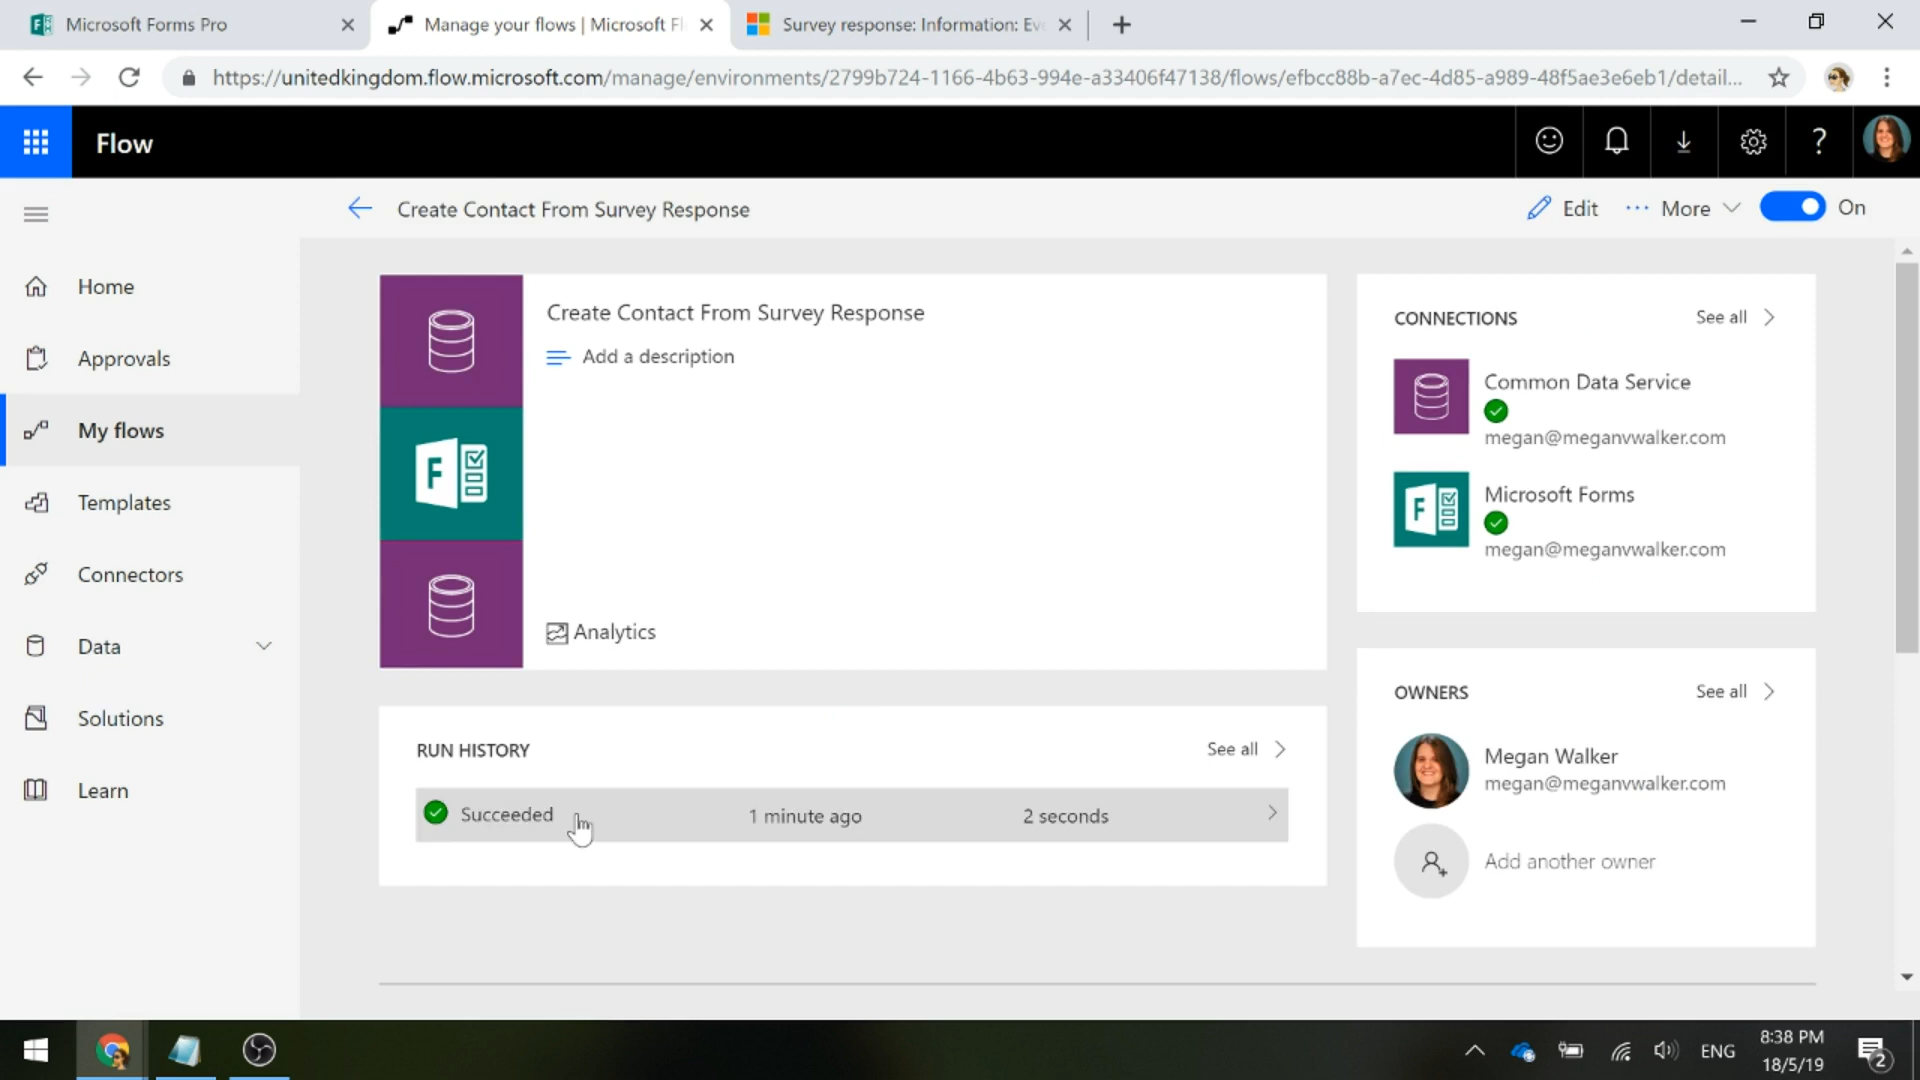 Microsoft Forms Pro
Manage your flows | Microsoft Fl
Survey response: Information: Eve
https://unitedkingdom.flow.microsoft.com/manage/environments/2799b724-1166-4b63-994e-a33406f47138/flows/efbcc88b-a7ec-4d85-a989-48f5ae3e6eb1/detail...
Flow
Create Contact From Survey Response
Edit
More
On
Home
Approvals
My flows
Templates
Connectors
Data
Solutions
Learn
Create Contact From Survey Response
Add a description
Analytics
RUN HISTORY
See all
Succeeded
1 minute ago
2 seconds
CONNECTIONS
See all
Common Data Service
megan@meganvwalker.com
Microsoft Forms
megan@meganvwalker.com
OWNERS
See all
Megan Walker
megan@meganvwalker.com
Add another owner
ENG
8:38 PM
18/5/19
2